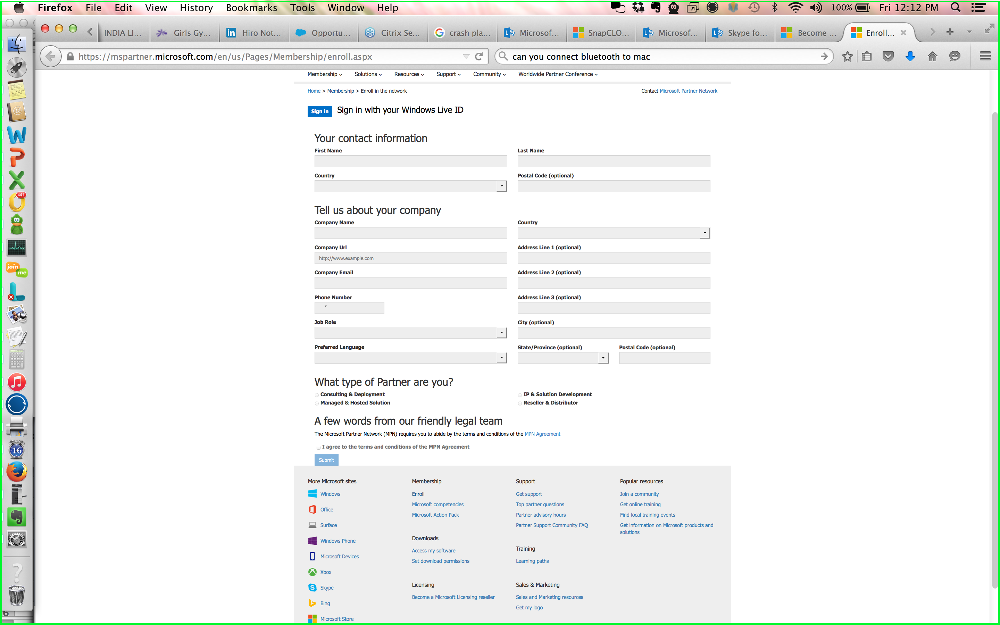 Firefox File Edit View History Bookmarks Tools Window Help 100% Fri 12:12 PM
INDIA LI... Girls Gy... Hiro Not... Opportu... Citrix Se... crash pla... Microsof... SnapCLO... Microsof... Skype fo... Become ... Enroll...
https://mspartner.microsoft.com/en/us/Pages/Membership/enroll.aspx can you connect bluetooth to mac
Membership Solutions Resources Support Community Worldwide Partner Conference
Home > Membership > Enroll in the network Contact Microsoft Partner Network
Sign in Sign in with your Windows Live ID
Your contact information
First Name Last Name
Country Postal Code (optional)
441
Tell us about your company
Company Name Country
Company Url Address Line 1 (optional)
http://www.example.com
join me
Company Email Address Line 2 (optional)
Phone Number Address Line 3 (optional)
Job Role City (optional)
Preferred Language State/Province (optional) Postal Code (optional)
What type of Partner are you?
Consulting & Deployment IP & Solution Development
Managed & Hosted Solution Reseller & Distributor
A few words from our friendly legal team
The Microsoft Partner Network (MPN) requires you to abide by the terms and conditions of the MPN Agreement
I agree to the terms and conditions of the MPN Agreement
16
Submit
More Microsoft sites Membership Support Popular resources
Windows Enroll Get support Join a community
Microsoft competencies Top partner questions Get online training
Office Microsoft Action Pack Partner advisory hours Find local training events
Surface Partner Support Community FAQ Get information on Microsoft products and
solutions
Windows Phone Downloads
Training
Access my software
Microsoft Devices Set download permissions Learning paths
Xbox
Licensing Sales & Marketing
Skype
Become a Microsoft Licensing reseller Sales and Marketing resources
Bing Get my logo
Microsoft Store